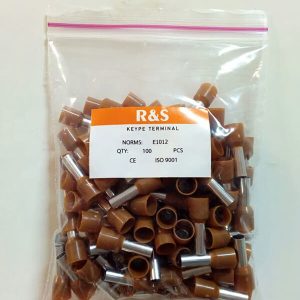 R&S
KEYPE TERMINAL
NORMS: E1012
QTY: 100 PCS
CE ISO 9001